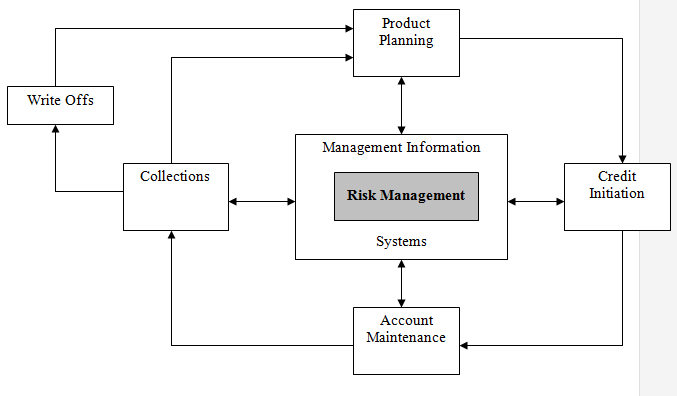 Product
Planning
Write Offs
Management Information
Collections
Risk Management
Credit
Initiation
Systems
Account
Maintenance